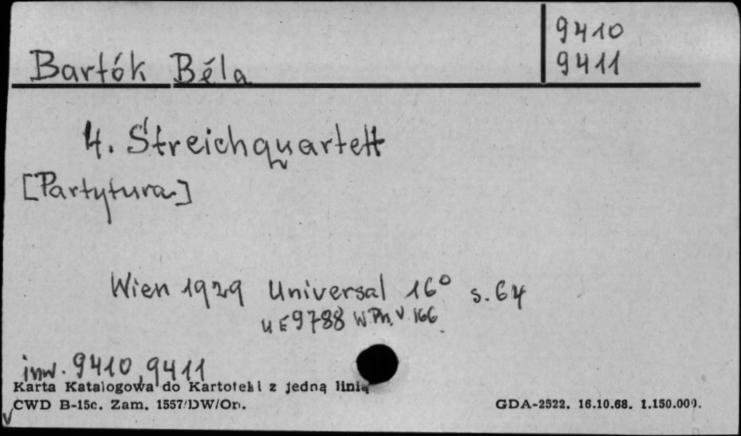 9410
Bartók Béla 9411
4. Streichquartett
[Partytura]
Wien 1929 Universal 16° s. 64
UE 9788 W.Ph.V. 166
inw. 9410, 9411
Karta Katalogowa do Kartoteki z jedną linią
CWD B-15c. Zam. 1557/DW/On. GDA-2522. 16.10.68. 1.150.000.